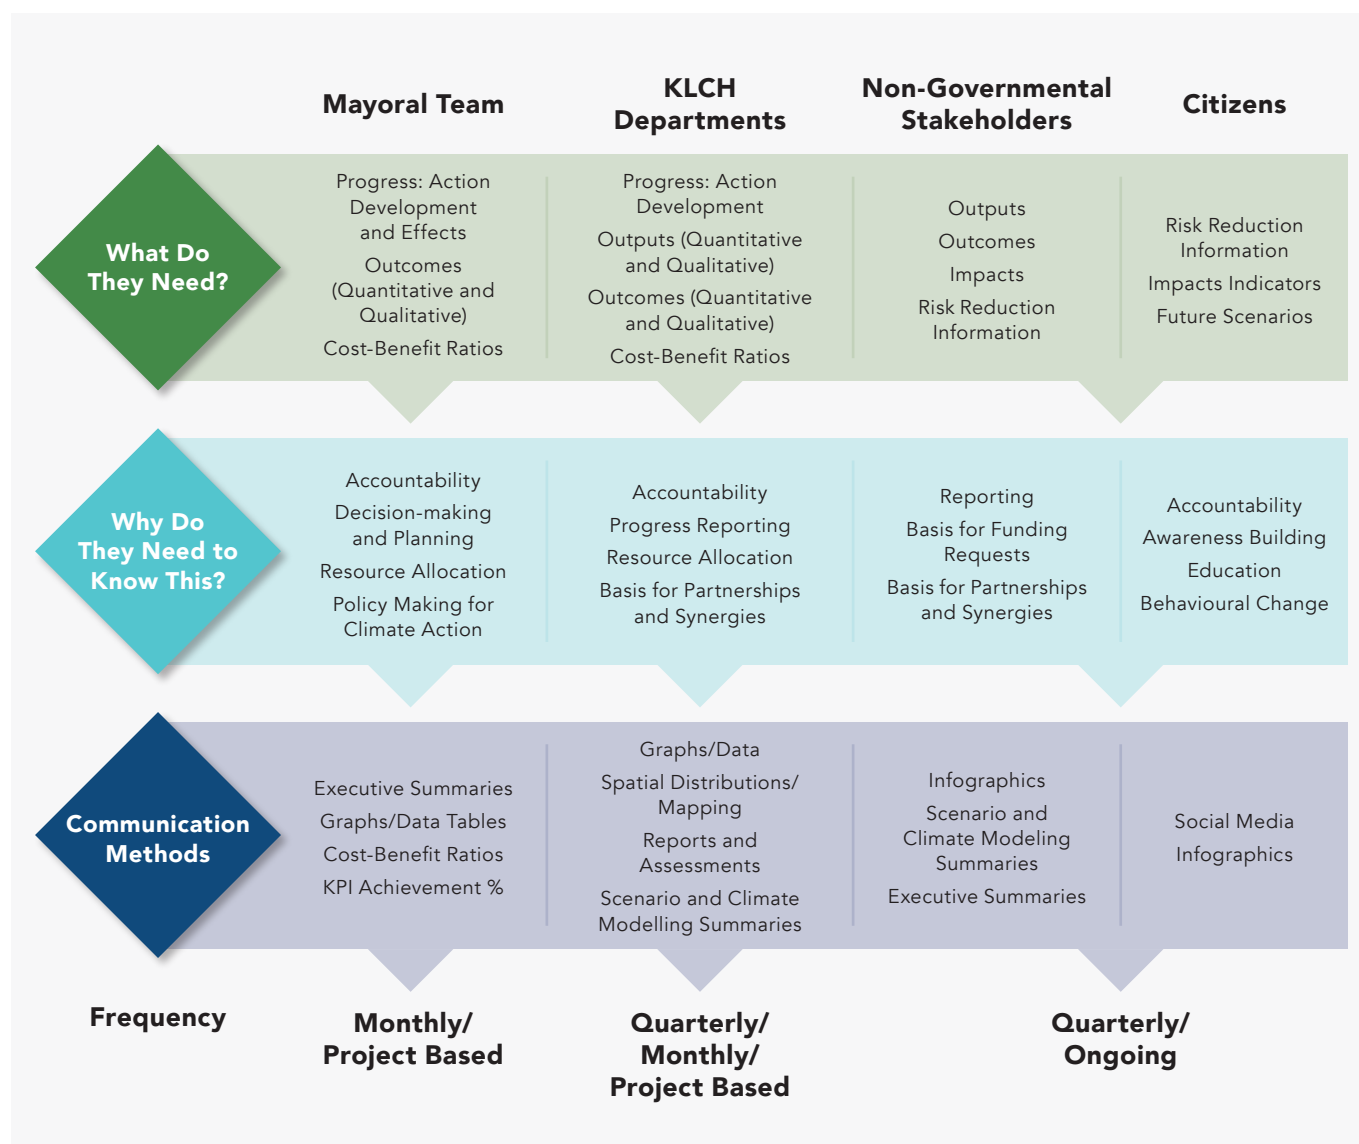 Mayoral Team
KLCH
Departments
Non-Governmental
Stakeholders
Citizens
What Do
They Need?
Progress: Action
Development
and Effects
Outcomes
(Quantitative and
Qualitative)
Cost-Benefit Ratios
Progress: Action
Development
Outputs (Quantitative
and Qualitative)
Outcomes (Quantitative
and Qualitative)
Cost-Benefit Ratios
Outputs
Outcomes
Impacts
Risk Reduction
Information
Risk Reduction
Information
Impacts Indicators
Future Scenarios
Why Do
They Need to
Know This?
Accountability
Decision-making
and Planning
Resource Allocation
Policy Making for
Climate Action
Accountability
Progress Reporting
Resource Allocation
Basis for Partnerships
and Synergies
Reporting
Basis for Funding
Requests
Basis for Partnerships
and Synergies
Accountability
Awareness Building
Education
Behavioural Change
Communication
Methods
Executive Summaries
Graphs/Data Tables
Cost-Benefit Ratios
KPI Achievement %
Graphs/Data
Spatial Distributions/
Mapping
Reports and
Assessments
Scenario and Climate
Modelling Summaries
Infographics
Scenario and
Climate Modeling
Summaries
Executive Summaries
Social Media
Infographics
Frequency
Monthly/
Project Based
Quarterly/
Monthly/
Project Based
Quarterly/
Ongoing